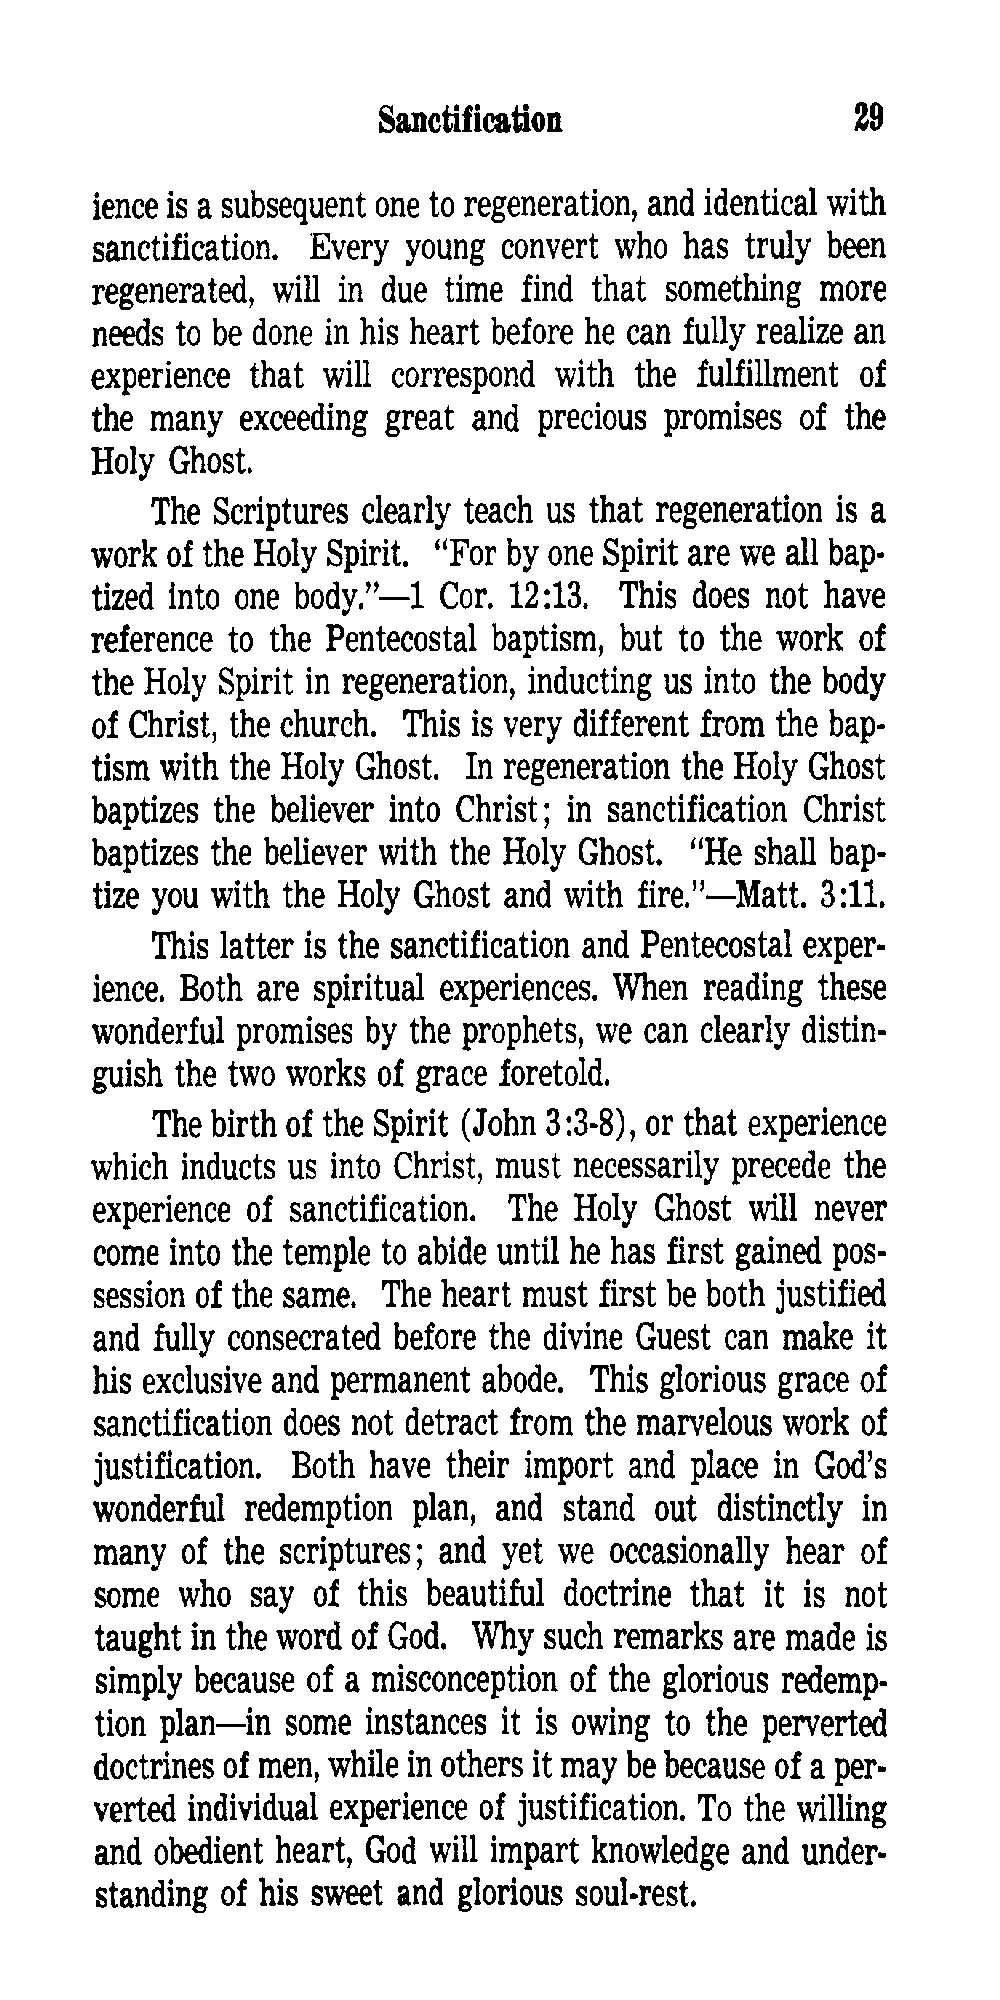 Sanctification 29
ience is a subsequent one to regeneration, and identical with
sanctification. Every young convert who has truly been
regenerated, will in due time find that something more
needs to be done in his heart before he can fully realize an
experience that will correspond with the fulfillment of
the many exceeding great and precious promises of the
Holy Ghost.
The Scriptures clearly teach us that regeneration is a
work of the Holy Spirit. “For by one Spirit are we all bap-
tized into one body.”—1 Cor. 12:13. This does not have
reference to the Pentecostal baptism, but to the work of
the Holy Spirit in regeneration, inducting us into the body
of Christ, the church. This is very different from the bap-
tism with the Holy Ghost. In regeneration the Holy Ghost
baptizes the believer into Christ; in sanctification Christ
baptizes the believer with the Holy Ghost. “He shall bap-
tize you with the Holy Ghost and with fire.”—Matt. 3:11.
This latter is the sanctification and Pentecostal exper-
ience. Both are spiritual experiences. When reading these
wonderful promises by the prophets, we can clearly distin-
guish the two works of grace foretold.
The birth of the Spirit (John 3:3-8), or that experience
which inducts us into Christ, must necessarily precede the
experience of sanctification. The Holy Ghost will never
come into the temple to abide until he has first gained pos-
session of the same. The heart must first be both justified
and fully consecrated before the divine Guest can make it
his exclusive and permanent abode. This glorious grace of
sanctification does not detract from the marvelous work of
justification. Both have their import and place in God’s
wonderful redemption plan, and stand out distinctly in
many of the scriptures; and yet we occasionally hear of
some who say of this beautiful doctrine that it is not
taught in the word of God. Why such remarks are made is
simply because of a misconception of the glorious redemp-
tion plan—in some instances it is owing to the perverted
doctrines of men, while in others it may be because of a per-
verted individual experience of justification. To the willing
and obedient heart, God will impart knowledge and under-
standing of his sweet and glorious soul-rest.